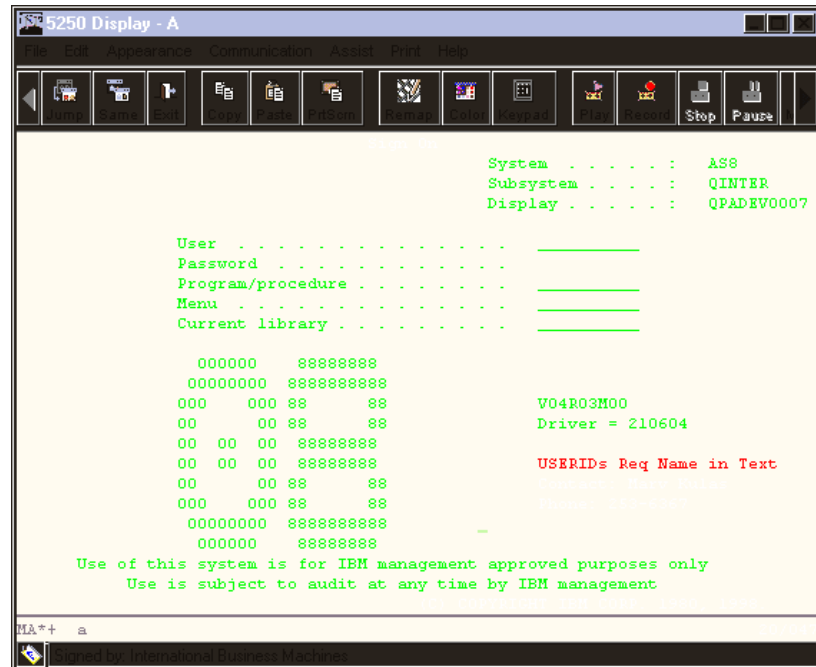 5250 Display - A
File Edit Appearance Communication Assist Print Help
Jump Same Exit Copy Paste PrtScrn Remap Color Keypad Play Record Stop Pause
System . . . . . : AS8
Subsystem . . . . : QINTER
Display . . . . . : QPADEV0007
User . . . . . . . . . . . . . .
Password . . . . . . . . . . . .
Program/procedure . . . . . . . .
Menu . . . . . . . . . . . . . .
Current library . . . . . . . . .
000000 88888888
00000000 8888888888
000 000 88 88
V04R03M00
00 00 88 88
Driver = 210604
00 00 00 88888888
00 00 00 88888888
USERIDs Req Name in Text
00 00 88 88
000 000 88 88
00000000 8888888888
000000 88888888
Use of this system is for IBM management approved purposes only
Use is subject to audit at any time by IBM management
MA*+ a
Signed by: International Business Machines